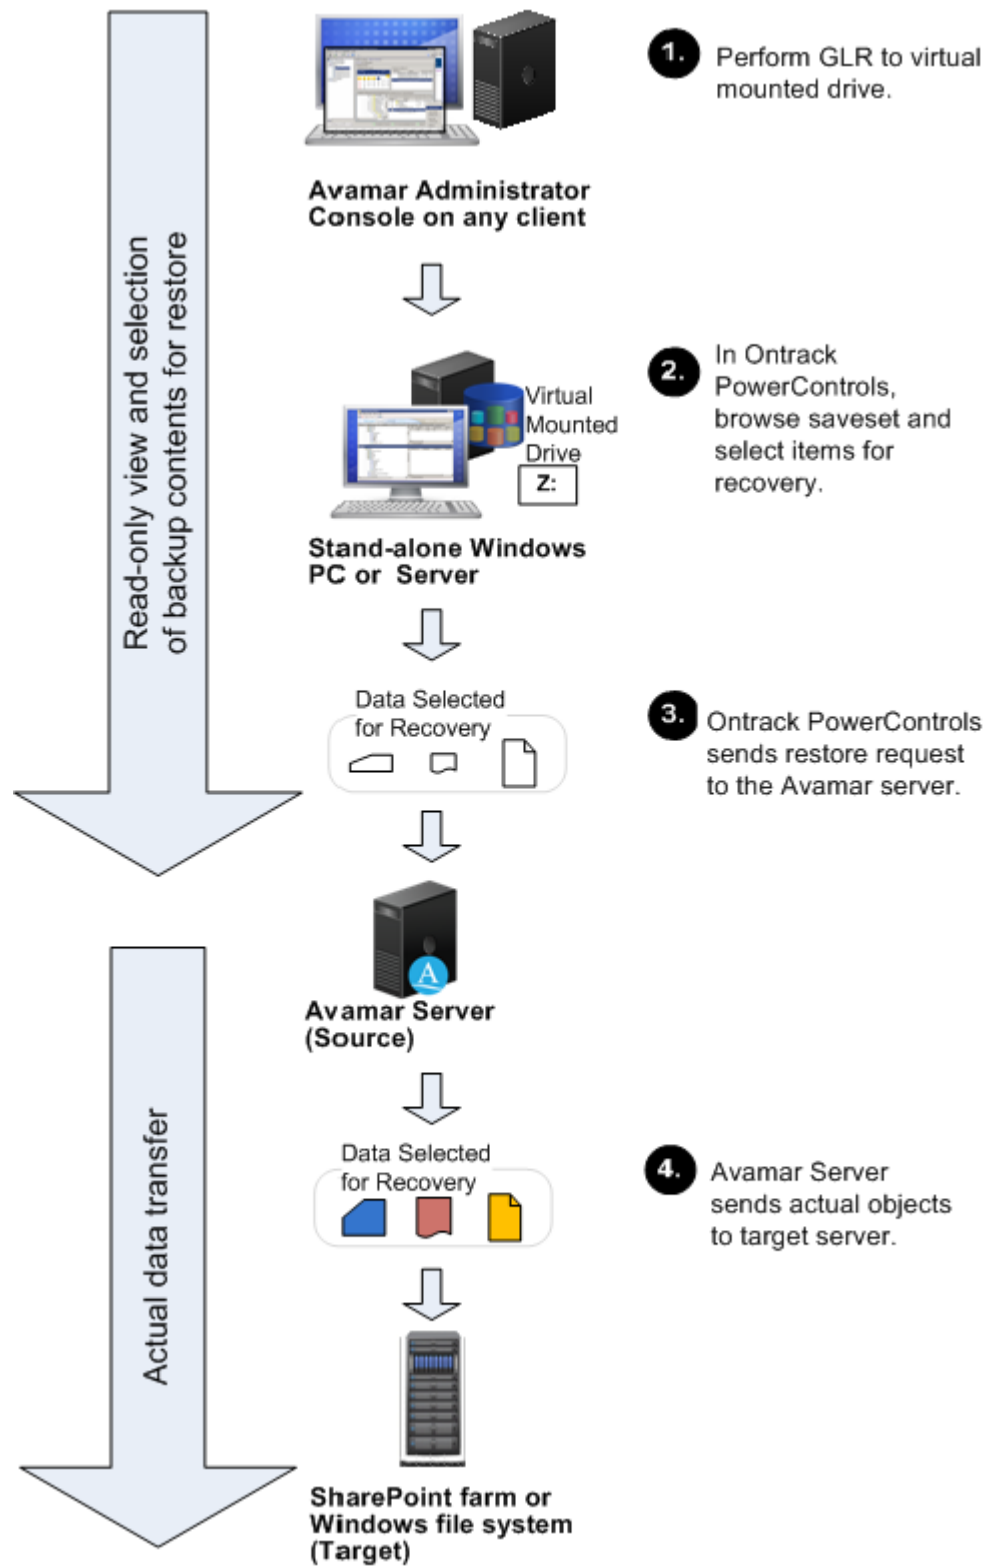 1. Perform GLR to virtual
mounted drive.
Avamar Administrator
Console on any client
Read-only view and selection
of backup contents for restore
2. In Ontrack
PowerControls,
browse saveset and
select items for
recovery.
Virtual
Mounted
Drive
Z:
Stand-alone Windows
PC or Server
Data Selected
for Recovery
3. Ontrack PowerControls
sends restore request
to the Avamar server.
A
Avamar Server
(Source)
Actual data transfer
Data Selected
for Recovery
4. Avamar Server
sends actual objects
to target server.
SharePoint farm or
Windows file system
(Target)